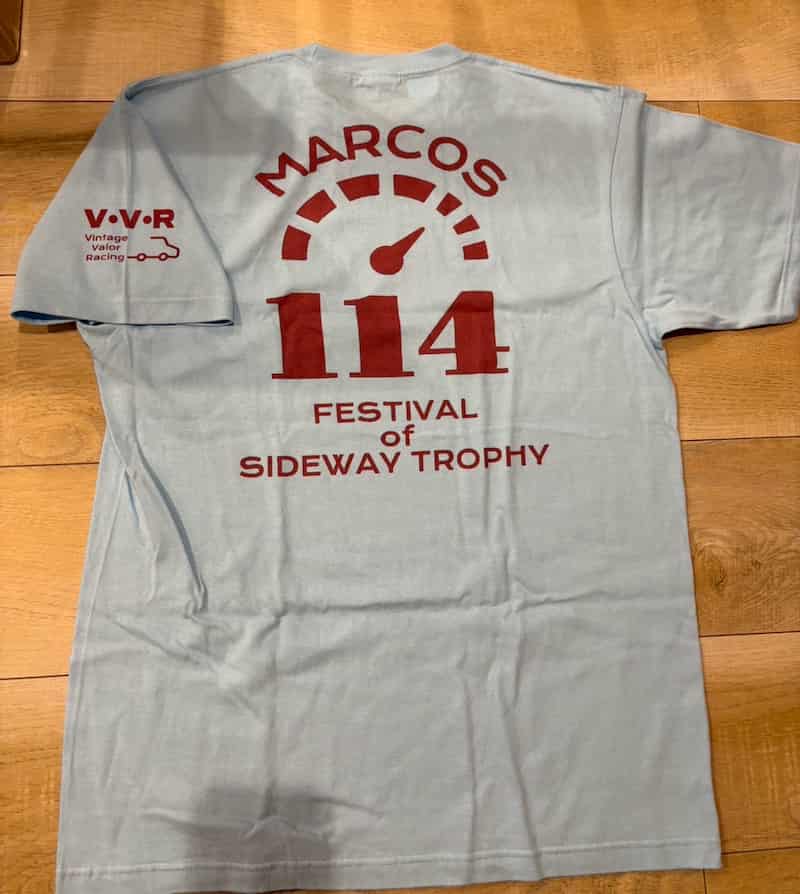 MARCOS
114
FESTIVAL
of
SIDEWAY TROPHY
V•V•R
Vintage
Valor
Racing